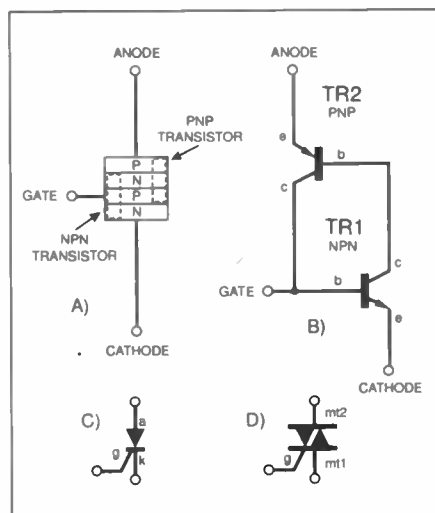 ANODE
PNP
TRANSISTOR
P
N
P
N
GATE
NPN
TRANSISTOR
A)
CATHODE
ANODE
TR2
PNP
e
b
c
TR1
NPN
c
GATE
b
e
B)
CATHODE
C)
a
g
k
D)
mt2
g
mt1